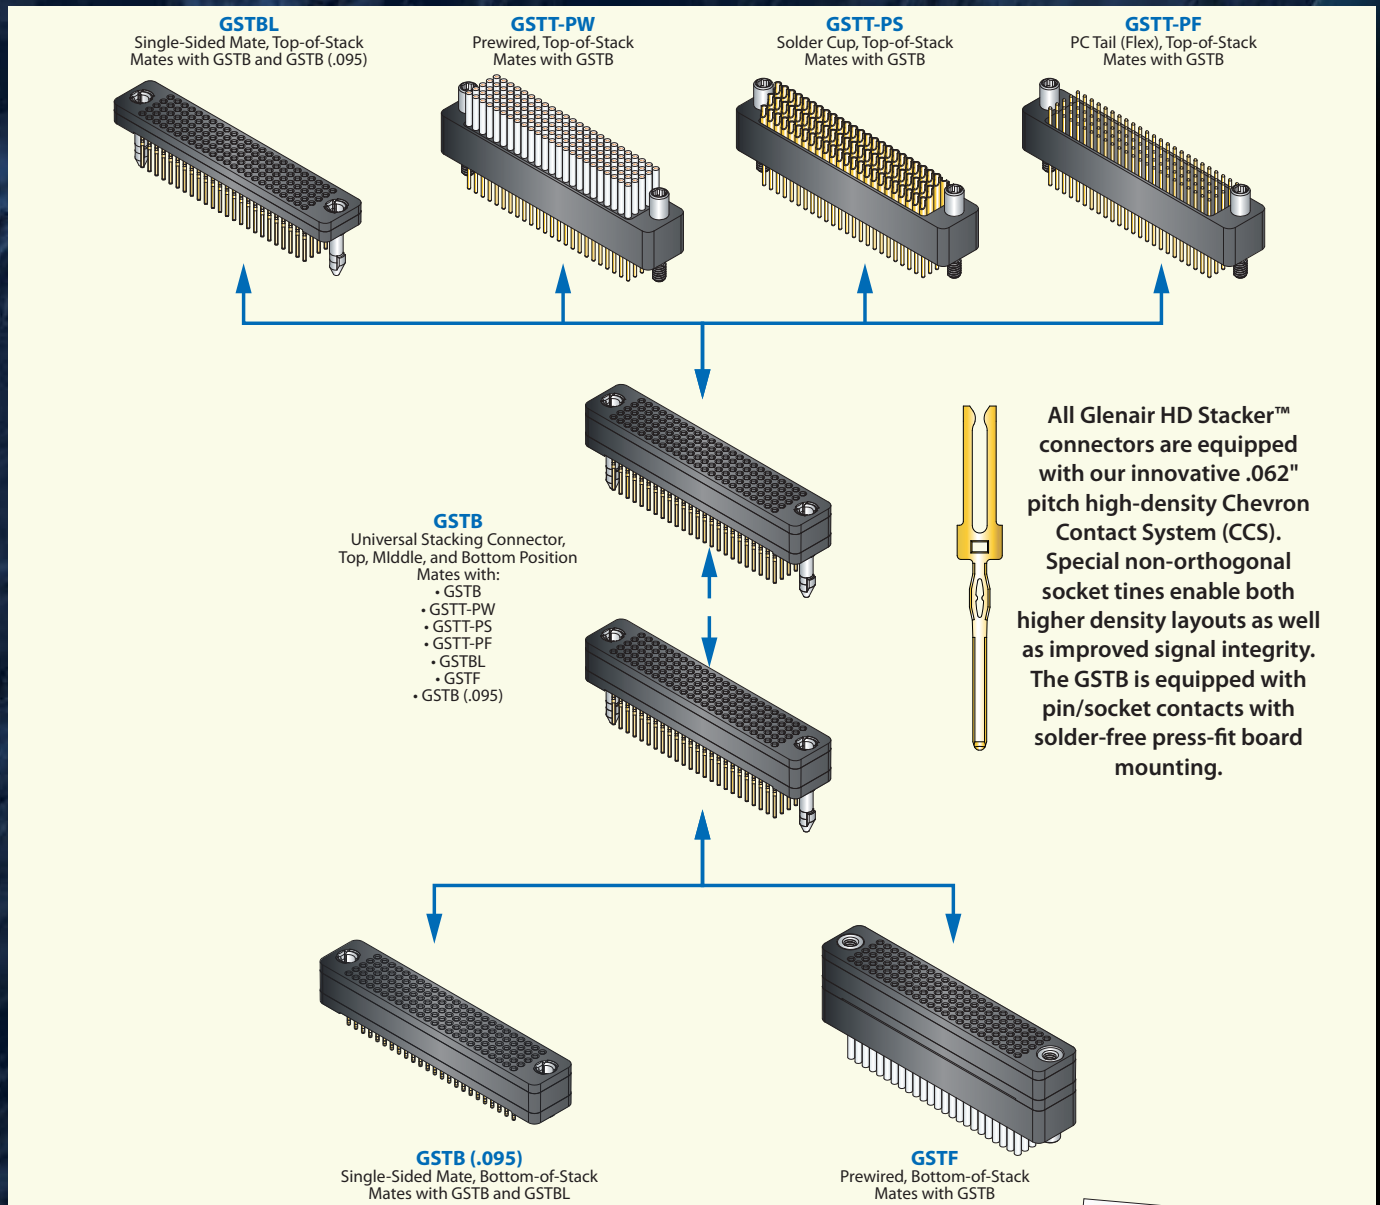 GSTBL
Single-Sided Mate, Top-of-Stack
Mates with GSTB and GSTB (.095)
GSTT-PW
Prewired, Top-of-Stack
Mates with GSTB
GSTT-PS
Solder Cup, Top-of-Stack
Mates with GSTB
GSTT-PF
PC Tail (Flex), Top-of-Stack
Mates with GSTB
GSTB
Universal Stacking Connector,
Top, MIddle, and Bottom Position
Mates with:
• GSTB
• GSTT-PW
• GSTT-PS
• GSTT-PF
• GSTBL
• GSTF
• GSTB (.095)
All Glenair HD Stacker™
connectors are equipped
with our innovative .062"
pitch high-density Chevron
Contact System (CCS).
Special non-orthogonal
socket tines enable both
higher density layouts as well
as improved signal integrity.
The GSTB is equipped with
pin/socket contacts with
solder-free press-fit board
mounting.
GSTB (.095)
Single-Sided Mate, Bottom-of-Stack
Mates with GSTB and GSTBL
GSTF
Prewired, Bottom-of-Stack
Mates with GSTB